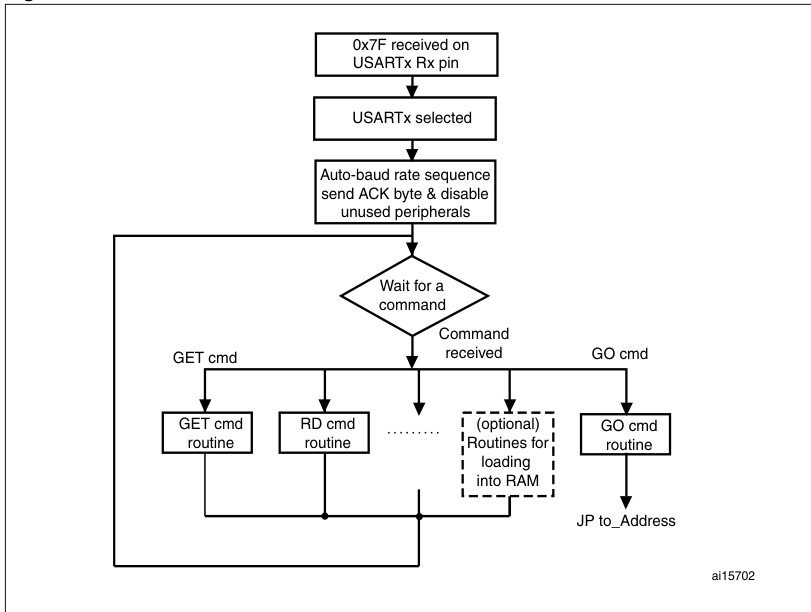 0x7F received on
USARTx Rx pin
USARTx selected
Auto-baud rate sequence
send ACK byte & disable
unused peripherals
Wait for a
command
Command
received
GET cmd
GO cmd
GET cmd
routine
RD cmd
routine
.........
(optional)
Routines for
loading
into RAM
GO cmd
routine
JP to_Address
ai15702